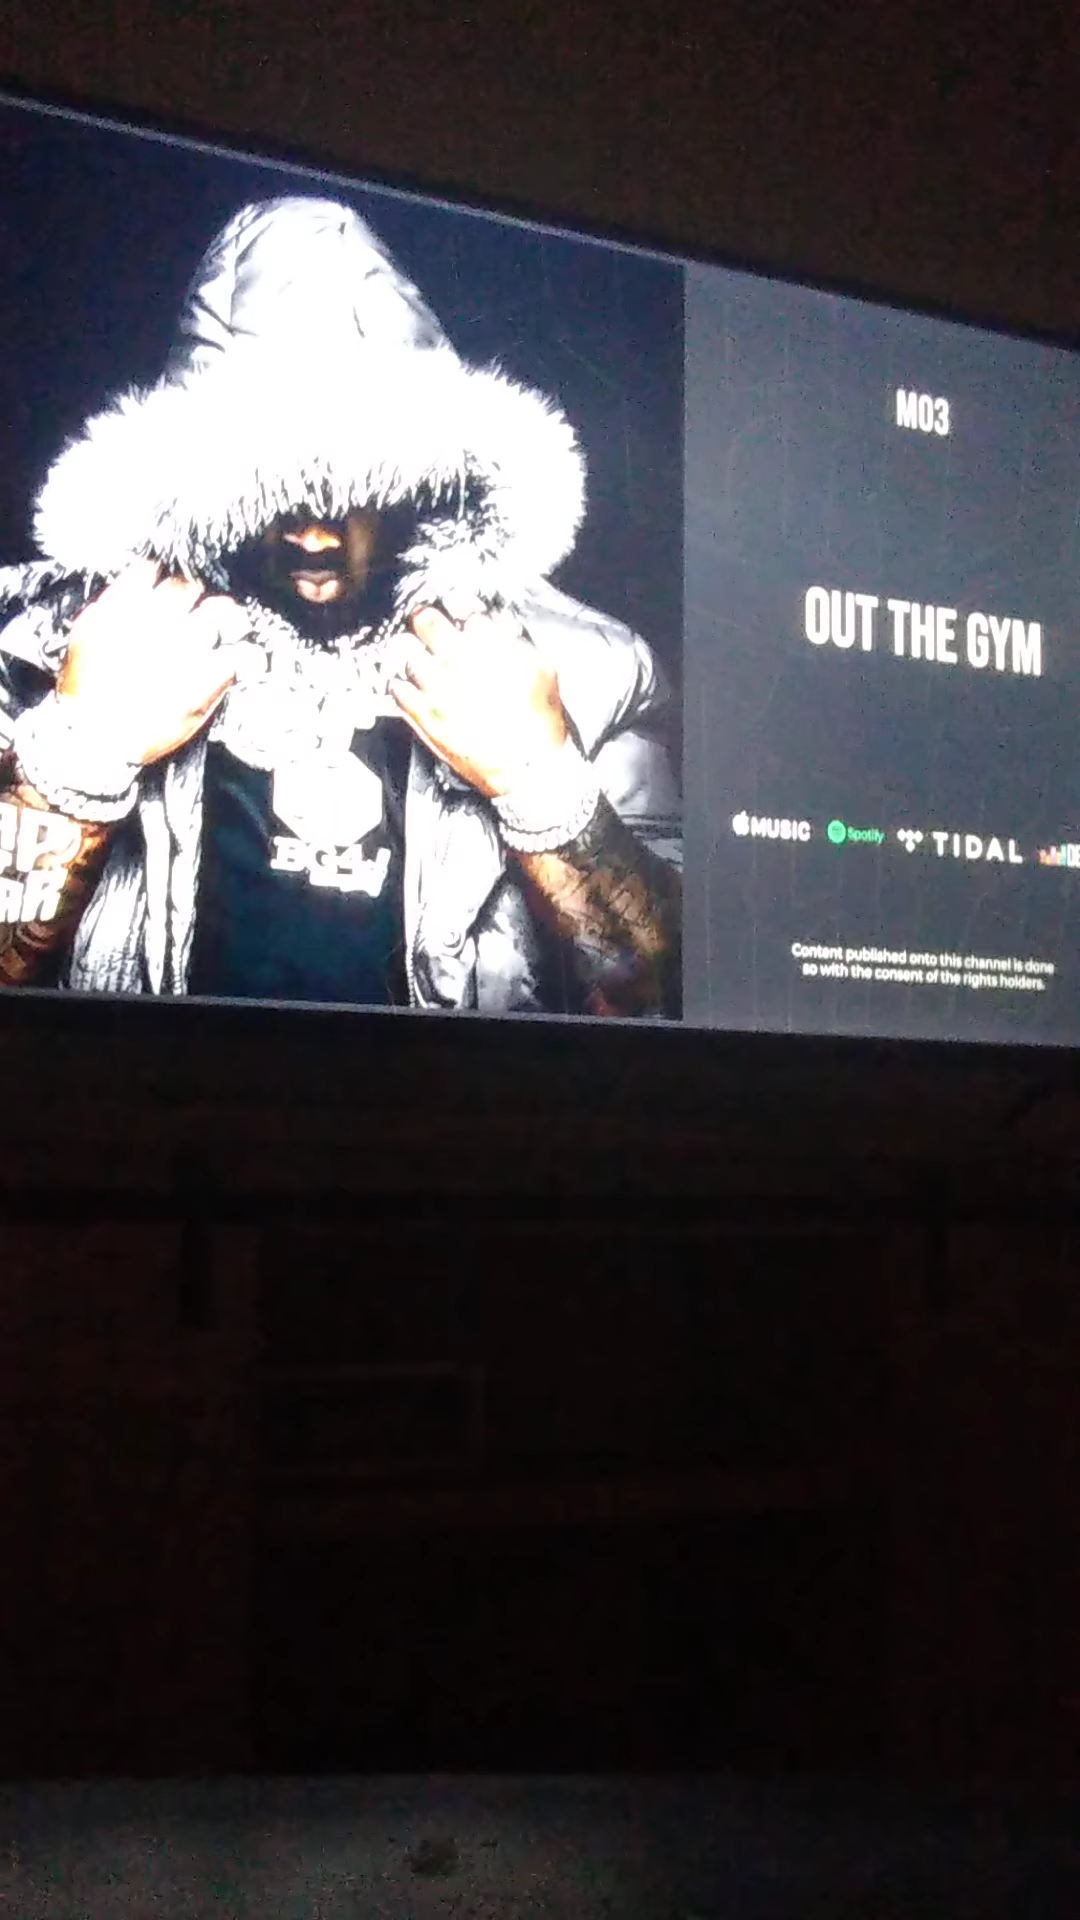 MO3
OUT THE GYM
MUSIC Spotify TIDAL DE
Content published onto this channel is done
so with the consent of the rights holders.